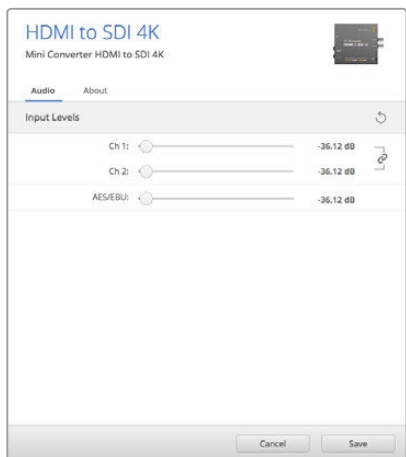 HDMI to SDI 4K
Mini Converter HDMI to SDI 4K
Audio About
Input Levels
Ch 1: -36.12 dB
Ch 2: -36.12 dB
AES/EBU: -36.12 dB
Cancel Save